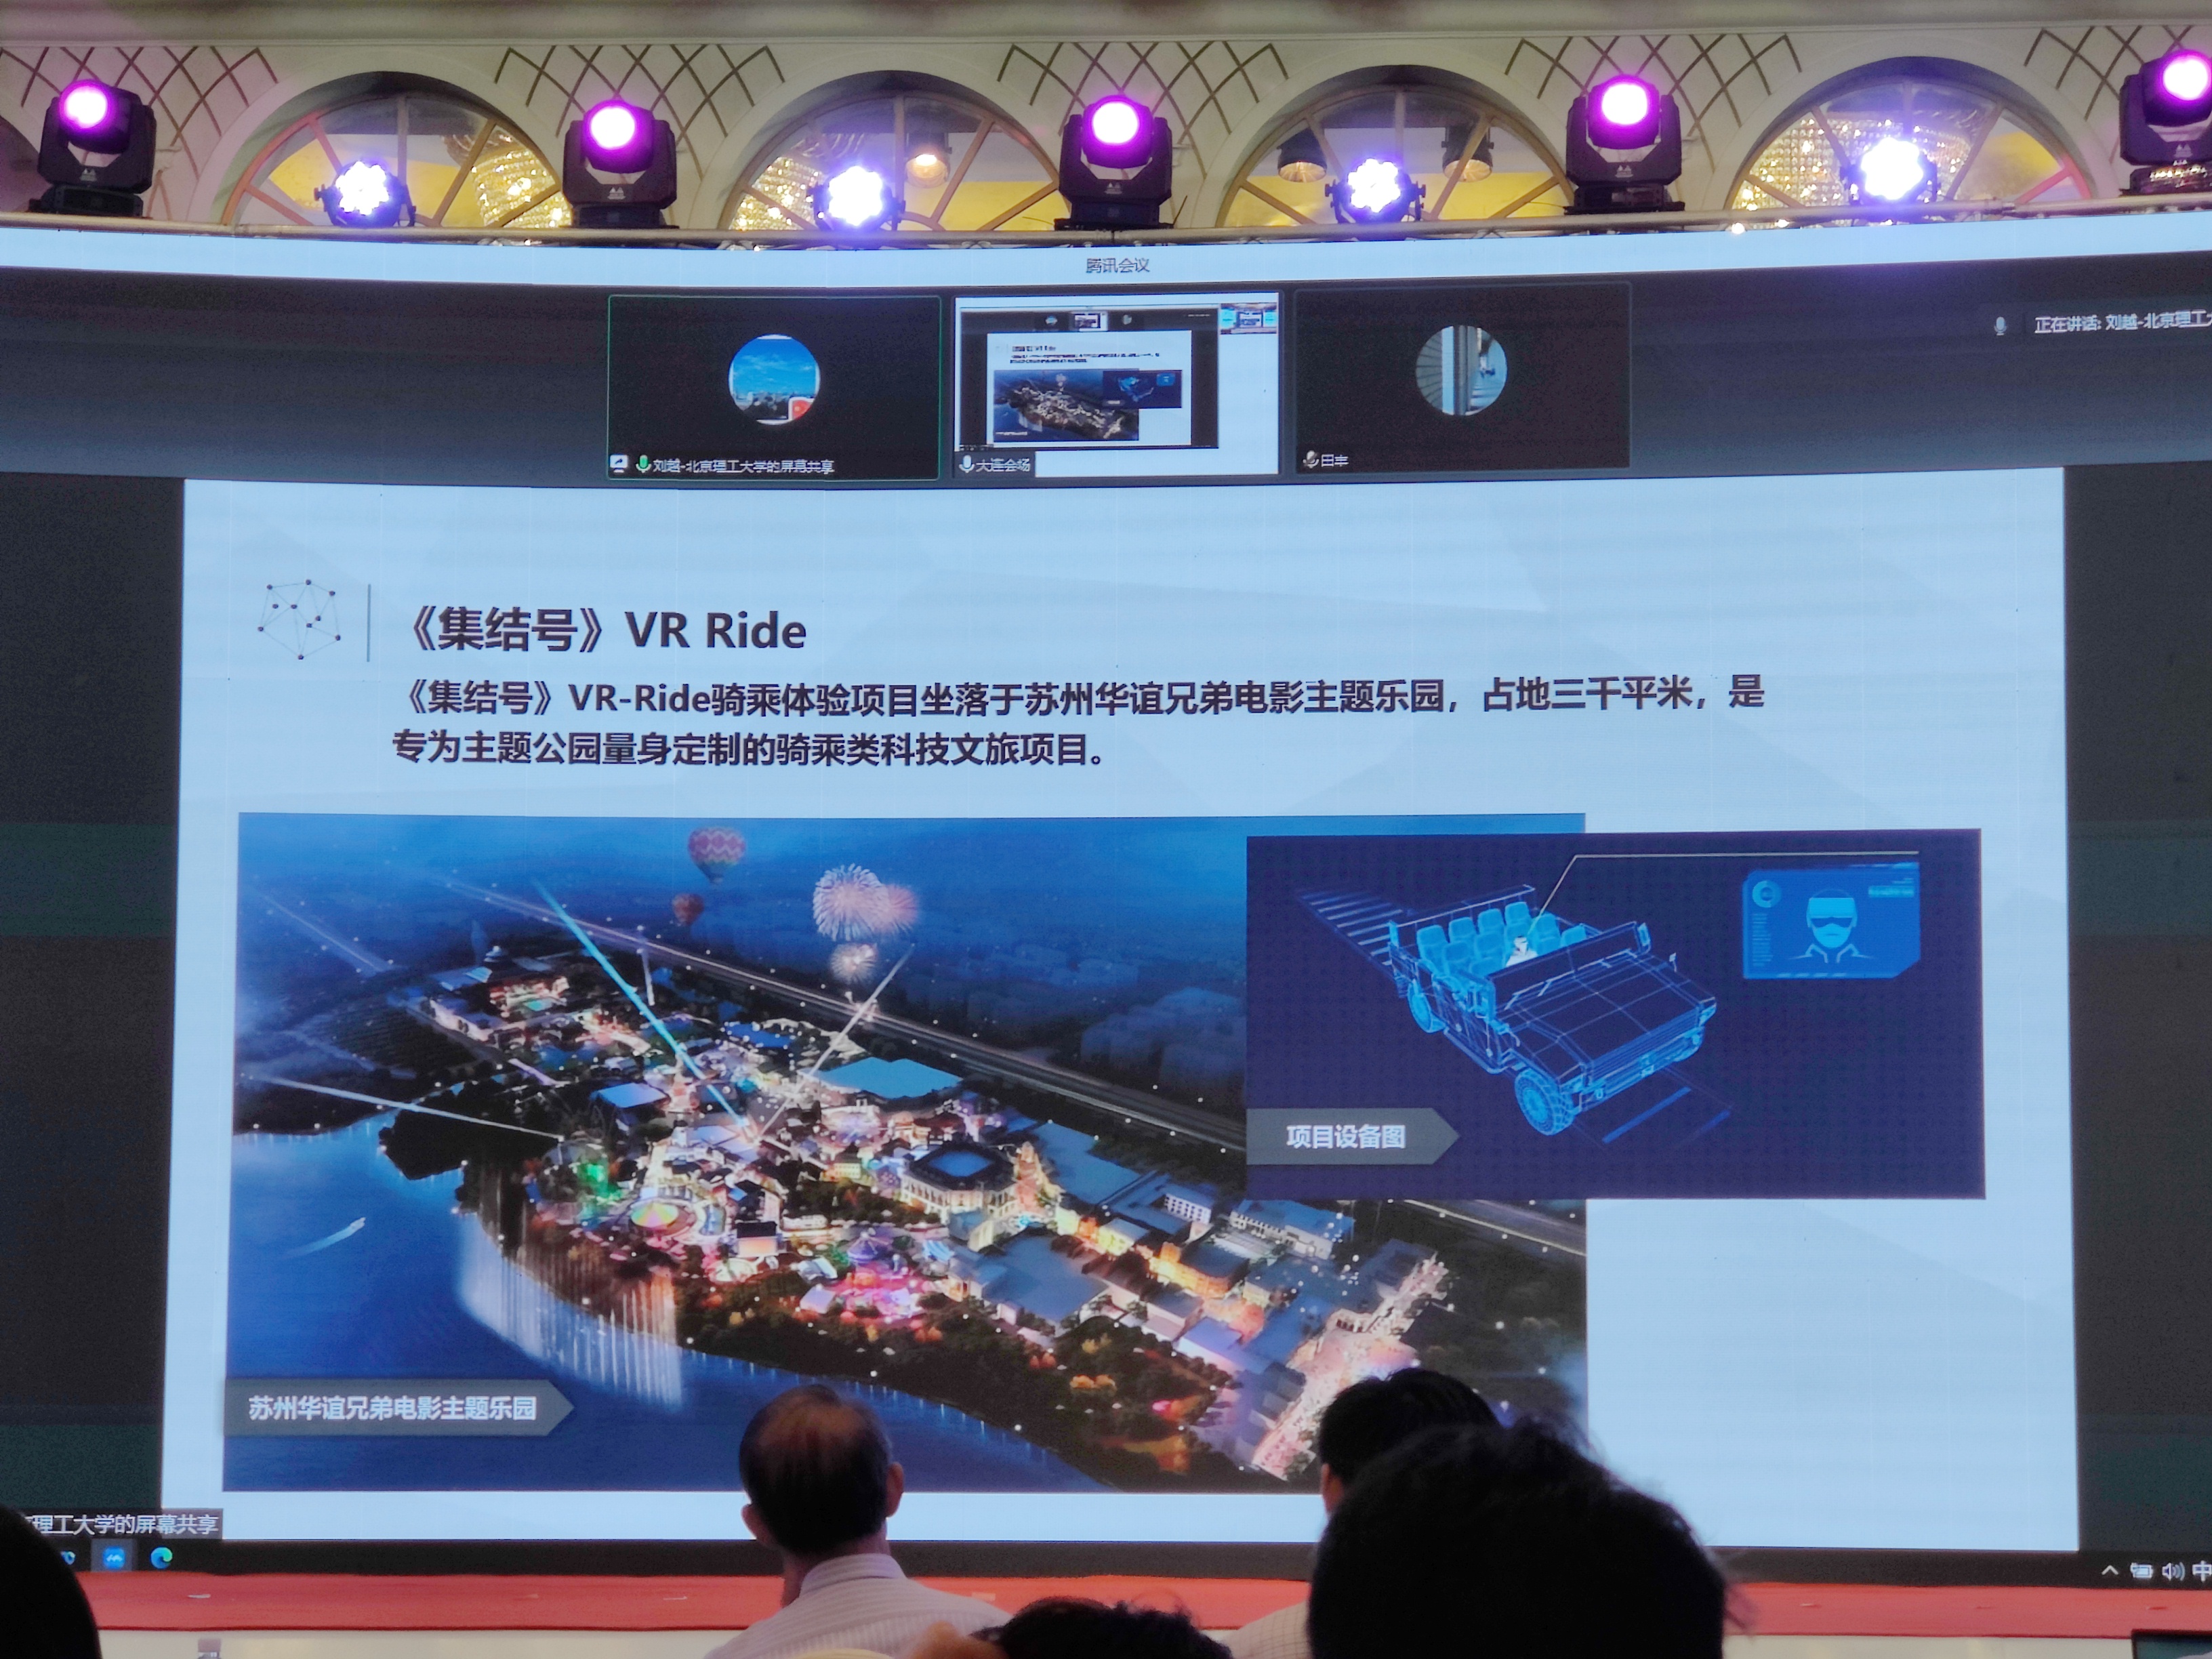 腾讯会议
正在讲话: 刘越-北京理工
刘越-北京理工大学的屏幕共享
大连会场
田丰
《集结号》VR Ride
《集结号》VR-Ride骑乘体验项目坐落于苏州华谊兄弟电影主题乐园，占地三千平米，是
专为主题公园量身定制的骑乘类科技文旅项目。
项目设备图
苏州华谊兄弟电影主题乐园
理工大学的屏幕共享
中